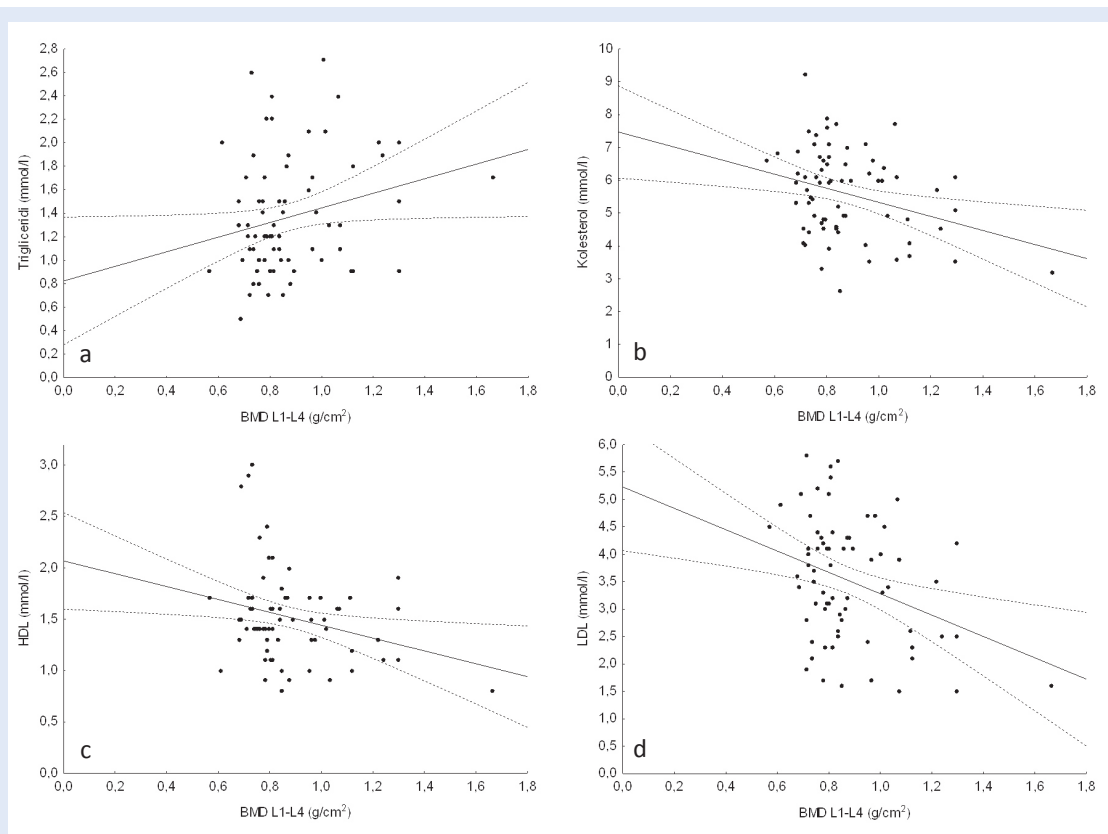 2,8
2,6
2,4
2,2
2,0
1,8
1,6
1,4
1,2
1,0
0,8
0,6
0,4
0,2
0,0
Trigliceridi (mmol/l)
a
0,0 0,2 0,4 0,6 0,8 1,0 1,2 1,4 1,6 1,8
BMD L1-L4 (g/cm²)
10
9
8
7
6
5
4
3
2
1
0
Kolesterol (mmol/l)
b
0,0 0,2 0,4 0,6 0,8 1,0 1,2 1,4 1,6 1,8
BMD L1-L4 (g/cm²)
3,0
2,5
2,0
1,5
1,0
0,5
0,0
HDL (mmol/l)
c
0,0 0,2 0,4 0,6 0,8 1,0 1,2 1,4 1,6 1,8
BMD L1-L4 (g/cm²)
6,0
5,5
5,0
4,5
4,0
3,5
3,0
2,5
2,0
1,5
1,0
0,5
0,0
LDL (mmol/l)
d
0,0 0,2 0,4 0,6 0,8 1,0 1,2 1,4 1,6 1,8
BMD L1-L4 (g/cm²)